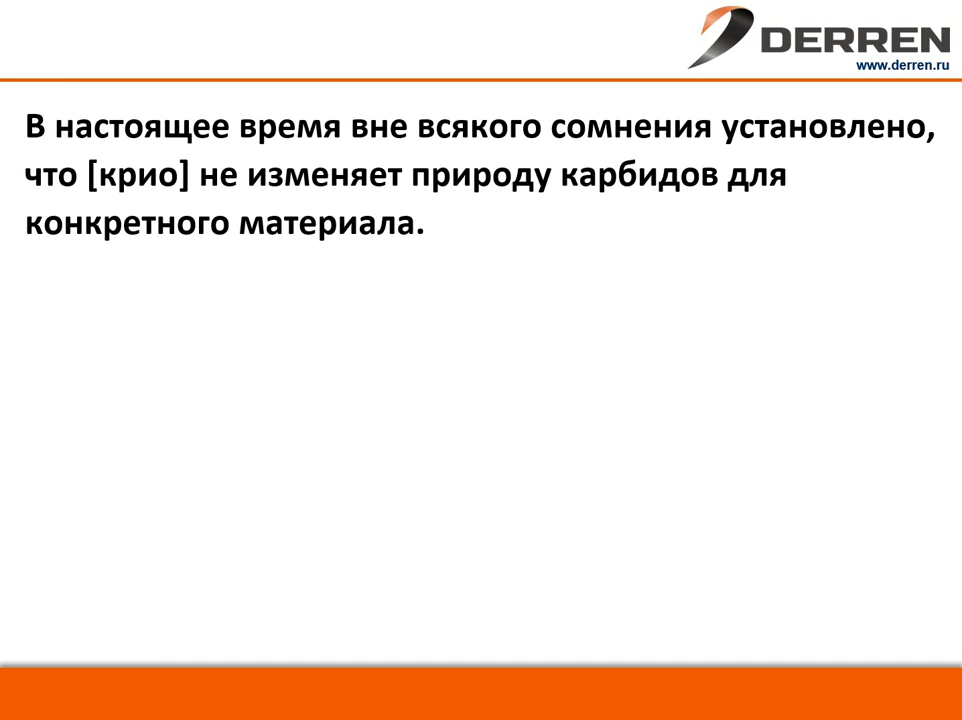 DERREN
www.derren.ru
В настоящее время вне всякого сомнения установлено,
что [крио] не изменяет природу карбидов для
конкретного материала.